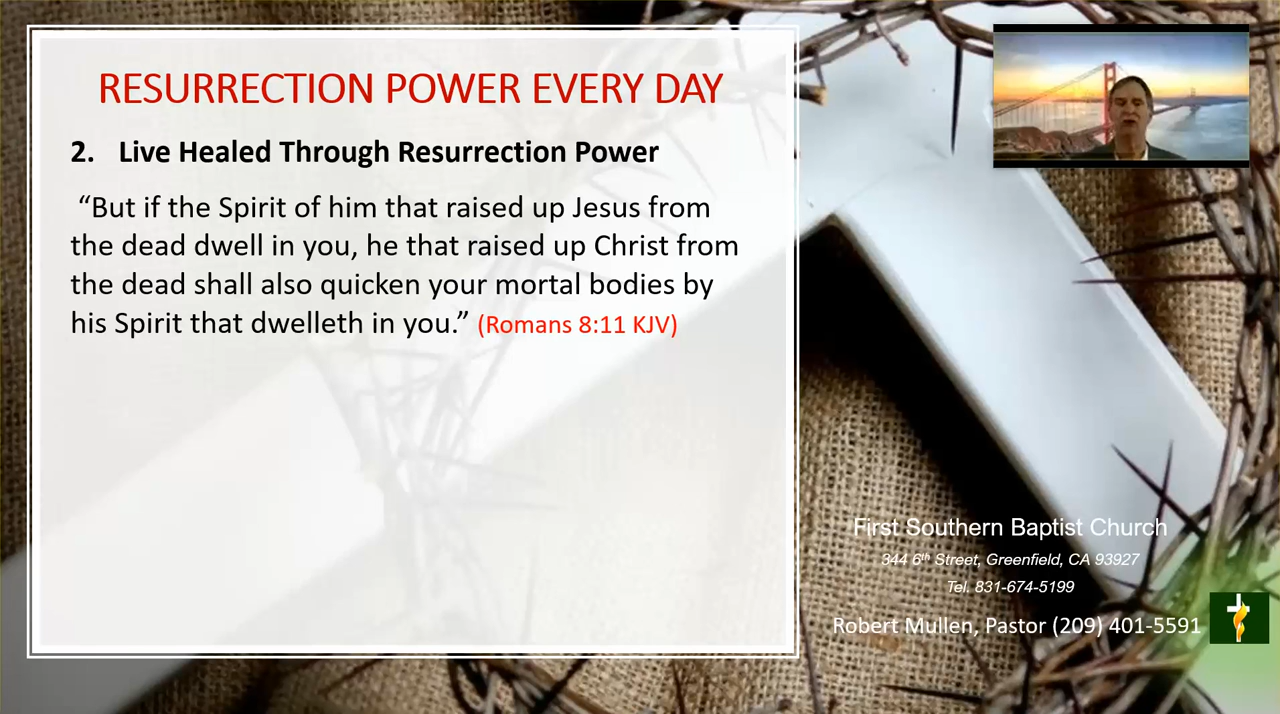 RESURRECTION POWER EVERY DAY
2. Live Healed Through Resurrection Power
“But if the Spirit of him that raised up Jesus from
the dead dwell in you, he that raised up Christ from
the dead shall also quicken your mortal bodies by
his Spirit that dwelleth in you.” (Romans 8:11 KJV)
First Southern Baptist Church
344 6th Street, Greenfield, CA 93927
Tel. 831-674-5199
Robert Mullen, Pastor (209) 401-5591